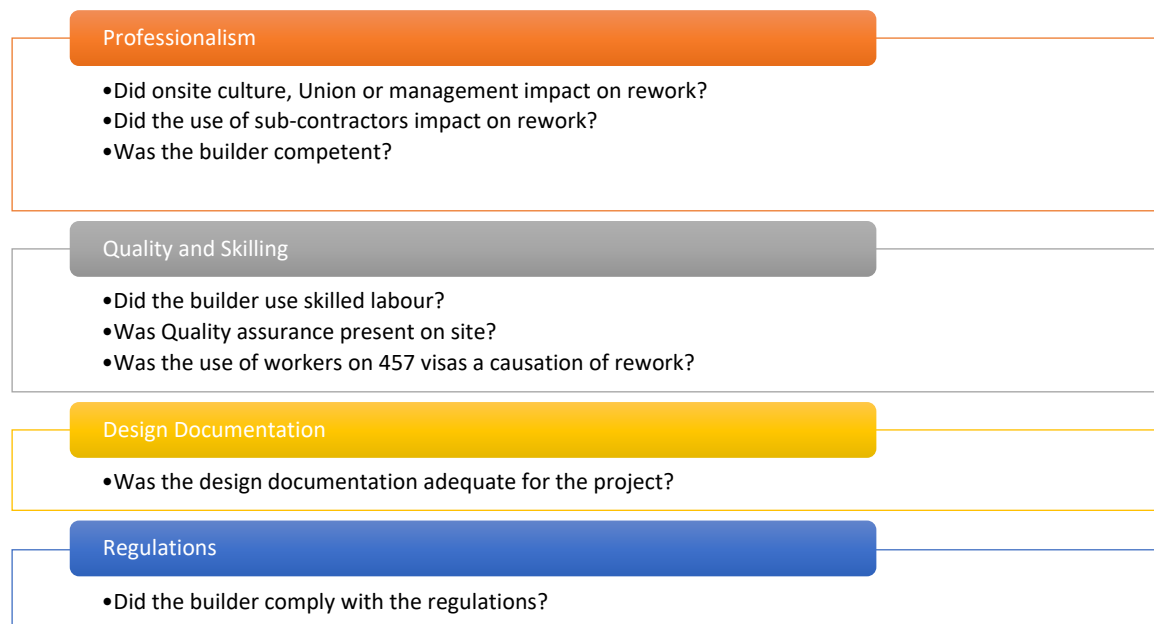 Professionalism
•Did onsite culture, Union or management impact on rework?
•Did the use of sub-contractors impact on rework?
•Was the builder competent?
Quality and Skilling
•Did the builder use skilled labour?
•Was Quality assurance present on site?
•Was the use of workers on 457 visas a causation of rework?
Design Documentation
•Was the design documentation adequate for the project?
Regulations
•Did the builder comply with the regulations?